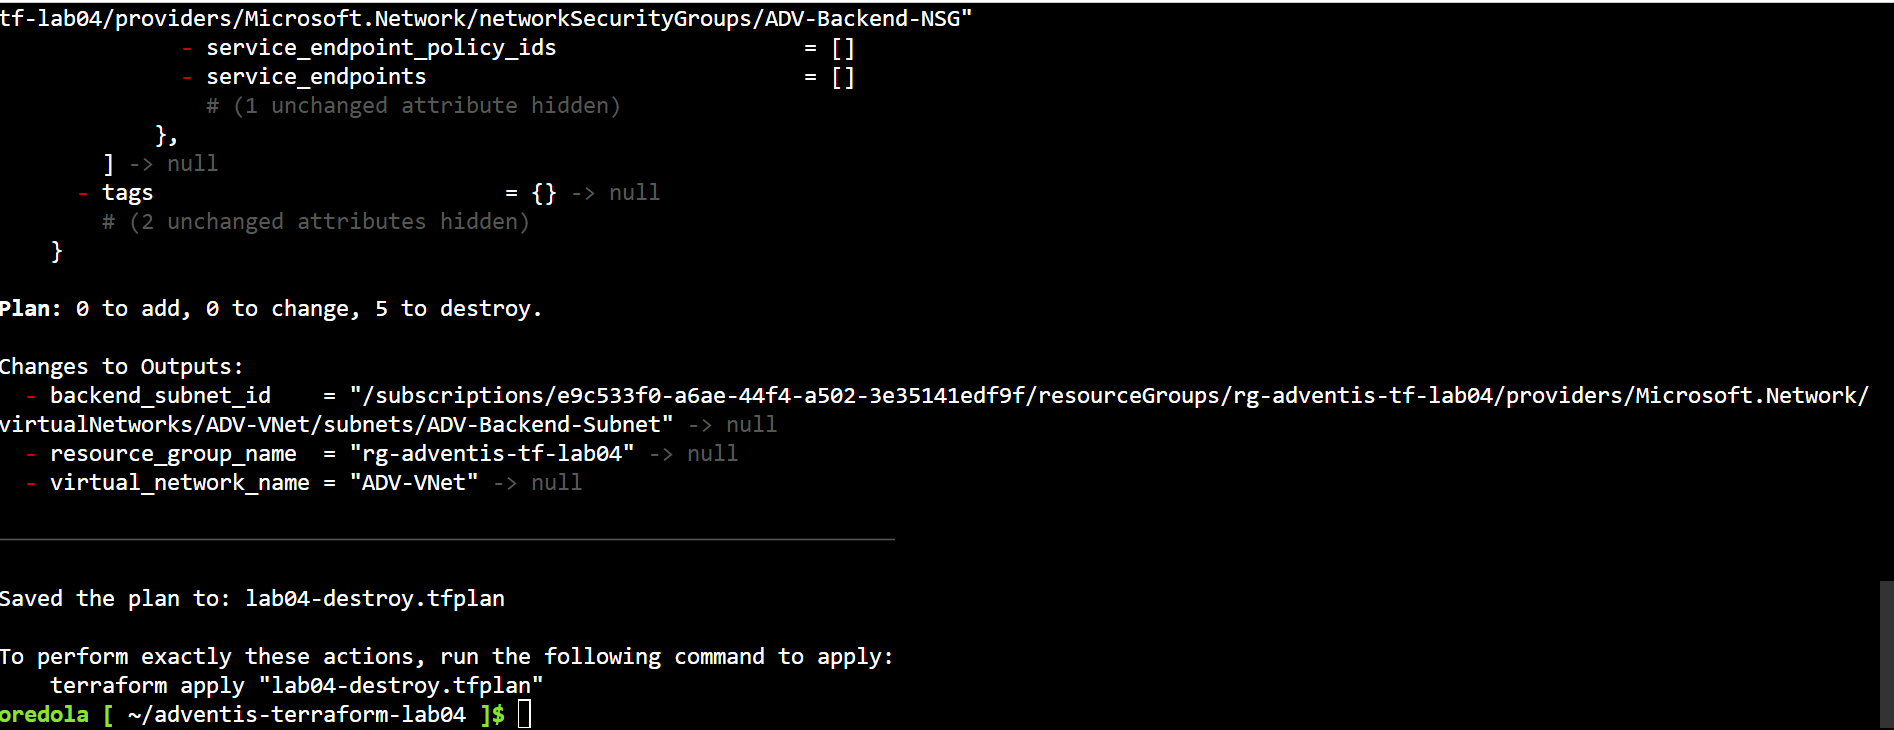 tf-lab04/providers/Microsoft.Network/networkSecurityGroups/ADV-Backend-NSG"
- service_endpoint_policy_ids = []
- service_endpoints = []
# (1 unchanged attribute hidden)
},
] -> null
- tags = {} -> null
# (2 unchanged attributes hidden)
}
Plan: 0 to add, 0 to change, 5 to destroy.
Changes to Outputs:
- backend_subnet_id = "/subscriptions/e9c533f0-a6ae-44f4-a502-3e35141edf9f/resourceGroups/rg-adventis-tf-lab04/providers/Microsoft.Network/
virtualNetworks/ADV-VNet/subnets/ADV-Backend-Subnet" -> null
- resource_group_name = "rg-adventis-tf-lab04" -> null
- virtual_network_name = "ADV-VNet" -> null
Saved the plan to: lab04-destroy.tfplan
To perform exactly these actions, run the following command to apply:
terraform apply "lab04-destroy.tfplan"
oredola [ ~/adventis-terraform-lab04 ]$